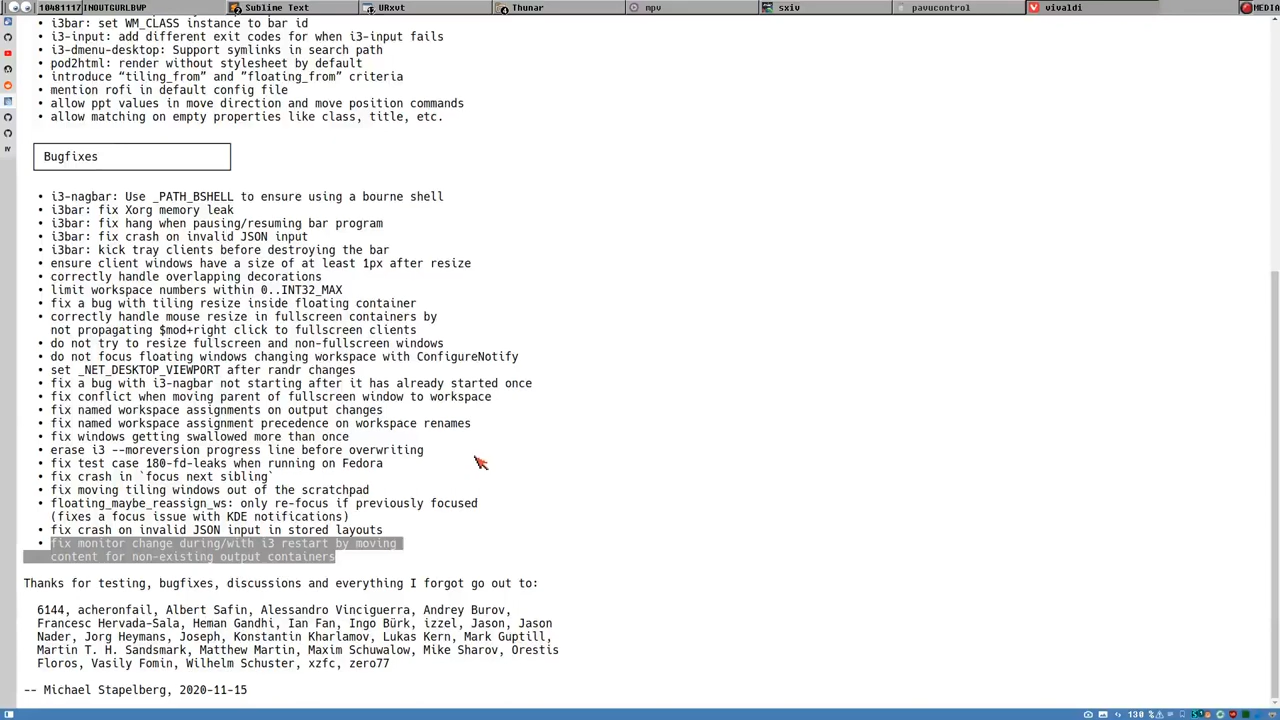 10481117 INOUTGURLBWP Sublime Text URxvt Thunar mpv sxiv pavucontrol vivaldi MEDIA
• i3bar: set WM_CLASS instance to bar id
• i3-input: add different exit codes for when i3-input fails
• i3-dmenu-desktop: Support symlinks in search path
• pod2html: render without stylesheet by default
• introduce “tiling_from” and ”floating_from” criteria
• mention rofi in default config file
• allow ppt values in move direction and move position commands
• allow matching on empty properties like class, title, etc.
Bugfixes
• i3-nagbar: Use _PATH_BSHELL to ensure using a bourne shell
• i3bar: fix Xorg memory leak
• i3bar: fix hang when pausing/resuming bar program
• i3bar: fix crash on invalid JSON input
• i3bar: kick tray clients before destroying the bar
• ensure client windows have a size of at least 1px after resize
• correctly handle overlapping decorations
• limit workspace numbers within 0..INT32_MAX
• fix a bug with tiling resize inside floating container
• correctly handle mouse resize in fullscreen containers by
not propagating $mod+right click to fullscreen clients
• do not try to resize fullscreen and non-fullscreen windows
• do not focus floating windows changing workspace with ConfigureNotify
• set _NET_DESKTOP_VIEWPORT after randr changes
• fix a bug with i3-nagbar not starting after it has already started once
• fix conflict when moving parent of fullscreen window to workspace
• fix named workspace assignments on output changes
• fix named workspace assignment precedence on workspace renames
• fix windows getting swallowed more than once
• erase i3 --moreversion progress line before overwriting
• fix test case 180-fd-leaks when running on Fedora
• fix crash in `focus next sibling`
• fix moving tiling windows out of the scratchpad
• floating_maybe_reassign_ws: only re-focus if previously focused
(fixes a focus issue with KDE notifications)
• fix crash on invalid JSON input in stored layouts
• fix monitor change during/with i3 restart by moving
content for non-existing output containers
Thanks for testing, bugfixes, discussions and everything I forgot go out to:
6144, acheronfail, Albert Safin, Alessandro Vinciguerra, Andrey Burov,
Francesc Hervada-Sala, Heman Gandhi, Ian Fan, Ingo Bürk, izzel, Jason, Jason
Nader, Jorg Heymans, Joseph, Konstantin Kharlamov, Lukas Kern, Mark Guptill,
Martin T. H. Sandsmark, Matthew Martin, Maxim Schuwalow, Mike Sharov, Orestis
Floros, Vasily Fomin, Wilhelm Schuster, xzfc, zero77
-- Michael Stapelberg, 2020-11-15
130 %